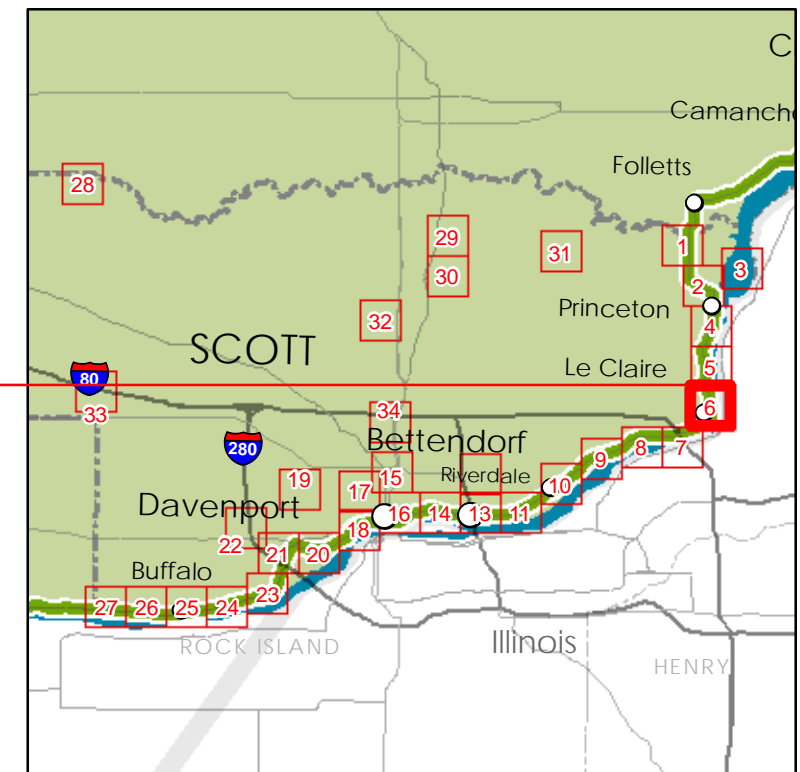 C
Camanche
Folletts
28
29
1
31
30
3
2
Princeton
32
4
SCOTT
Le Claire
5
80
33
6
34
Bettendorf
280
7
8
9
Riverdale
15
10
19
17
Davenport
16
14
13
11
22
18
21
20
Buffalo
23
27
26
25
24
ROCK ISLAND
Illinois
HENRY